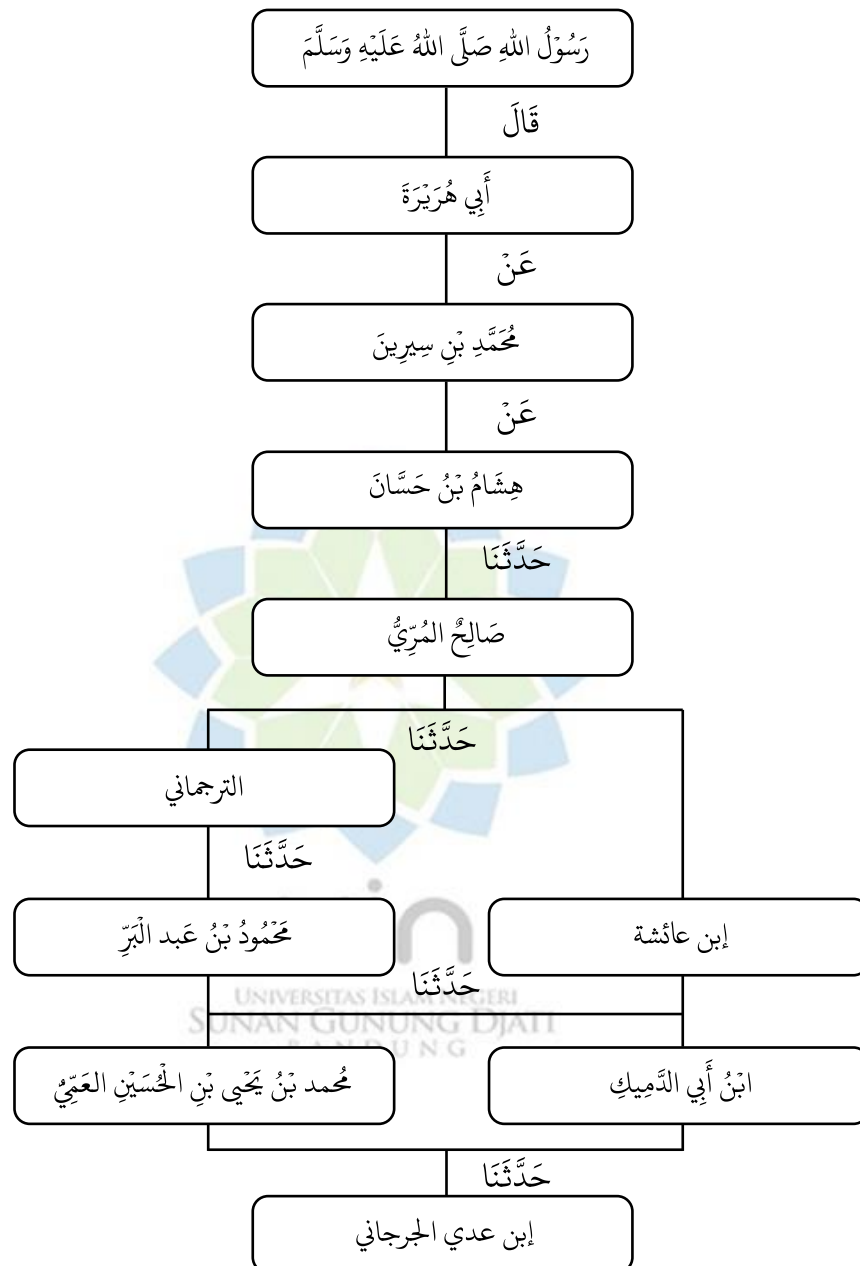 رَسُوْلُ اللهِ صَلَّى اللهُ عَلَيْهِ وَسَلَّمَ
قَالَ
أَبِي هُرَيْرَةَ
عَنْ
مُحَمَّدِ بْنِ سِيرِينَ
عَنْ
هِشَامُ بْنُ حَسَّانَ
حَدَّثَنَا
صَالِحٌ المُرِّيُّ
حَدَّثَنَا
الترجماني
حَدَّثَنَا
مَحْمُودُ بْنُ عَبد الْبَرِّ
إبن عائشة
حَدَّثَنَا
UNIVERSITAS ISLAM NEGERI
SUNAN GUNUNG DJATI
BANDUNG
مُحمد بْنُ يَحْيى بْنِ الْحُسَيْنِ العَمِّيُّ
ابْنُ أَبِي الدَّمِيكِ
حَدَّثَنَا
إبن عدي الجرجاني